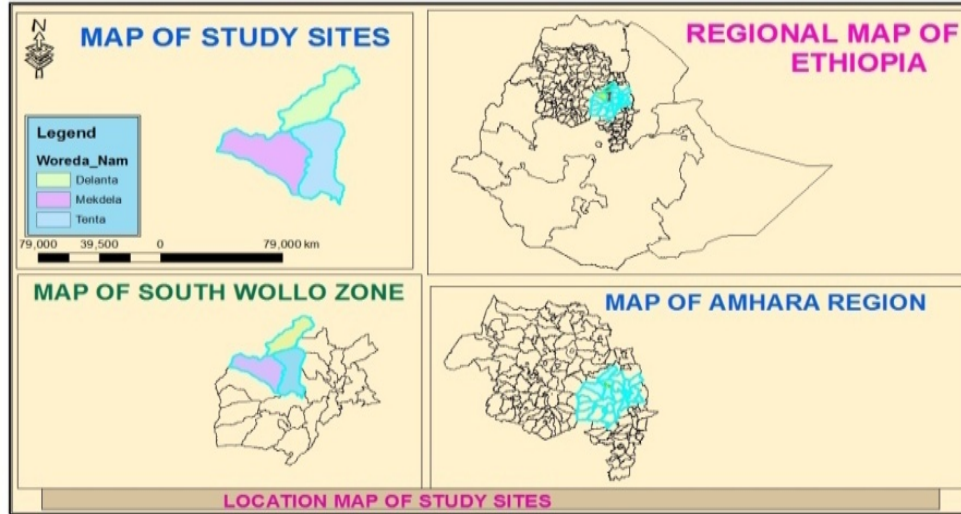 N
MAP OF STUDY SITES
Legend
Woreda_Nam
Delanta
Mekdela
Tenta
79,000 39,500 0 79,000 km
REGIONAL MAP OF
ETHIOPIA
MAP OF SOUTH WOLLO ZONE
MAP OF AMHARA REGION
LOCATION MAP OF STUDY SITES